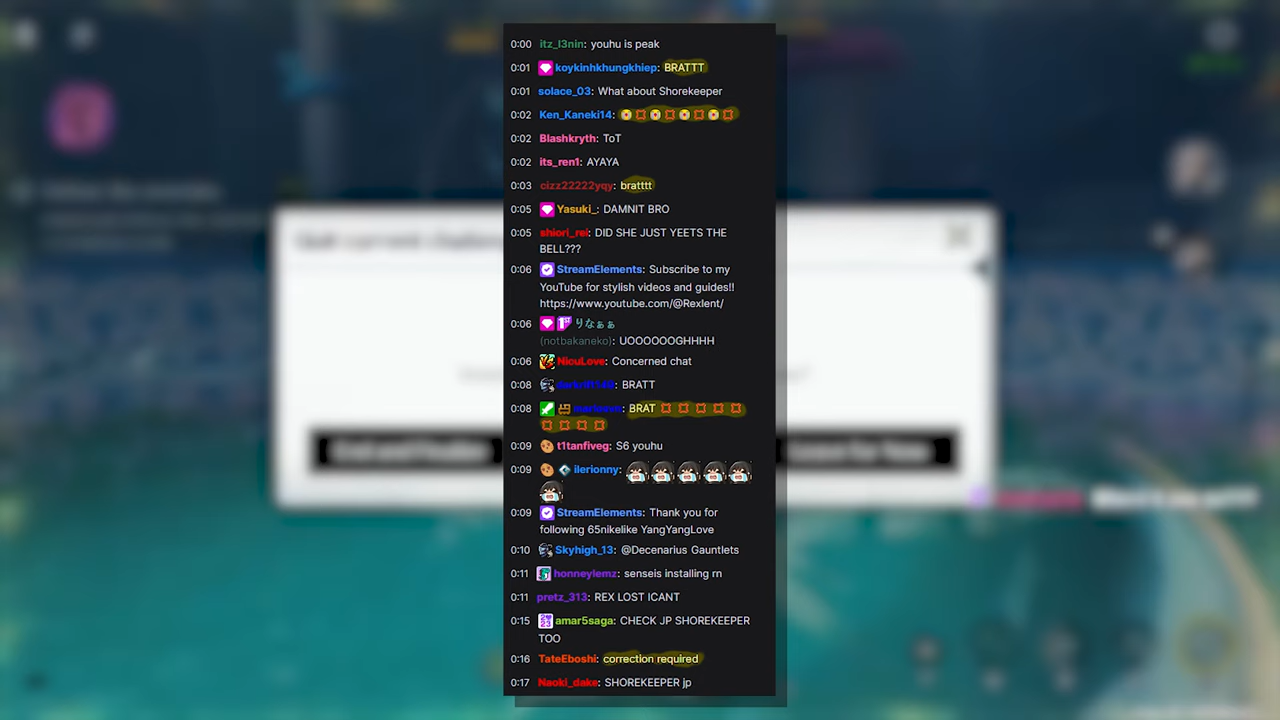 0:00 itz_l3nin: youhu is peak
0:01 koykinhkhungkhiep: BRATTT
0:01 solace_03: What about Shorekeeper
0:02 Ken_Kaneki14:
0:02 Blashkryth: ToT
0:02 its_ren1: AYAYA
0:03 cizz22222yqy: bratttt
0:05 Yasuki_: DAMNIT BRO
0:05 shiori_rei: DID SHE JUST YEETS THE
BELL???
0:06 StreamElements: Subscribe to my
YouTube for stylish videos and guides!!
https://www.youtube.com/@Rexlent/
0:06 りなぁぁ
(notbakaneko): UOOOOOOGHHHH
0:06 NicuLove: Concerned chat
0:08 BRATT
0:08 BRAT
0:09 t1tanfiveg: S6 youhu
0:09 ilerionny:
0:09 StreamElements: Thank you for
following 65nikelike YangYangLove
0:10 Skyhigh_13: @Decenarius Gauntlets
0:11 honneylemz: senseis installing rn
0:11 pretz_313: REX LOST ICANT
0:15 amar5saga: CHECK JP SHOREKEEPER
TOO
0:16 TateEboshi: correction required
0:17 Naoki_dake: SHOREKEEPER jp